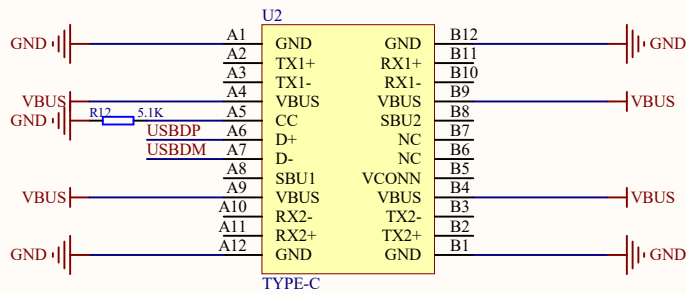 U2
GND A1 GND GND B12 GND
A2 TX1+ RX1+ B11
A3 TX1- RX1- B10
VBUS A4 VBUS VBUS B9 VBUS
GND R12 5.1K A5 CC SBU2 B8
USBDP A6 D+ NC B7
USBDM A7 D- NC B6
A8 SBU1 VCONN B5
VBUS A9 VBUS VBUS B4 VBUS
A10 RX2- TX2- B3
A11 RX2+ TX2+ B2
GND A12 GND GND B1 GND
TYPE-C